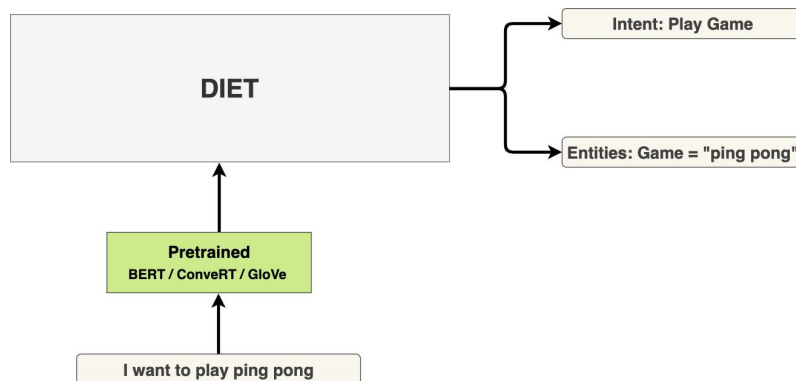 DIET
Intent: Play Game
Entities: Game = "ping pong"
Pretrained
BERT / ConveRT / GloVe
I want to play ping pong